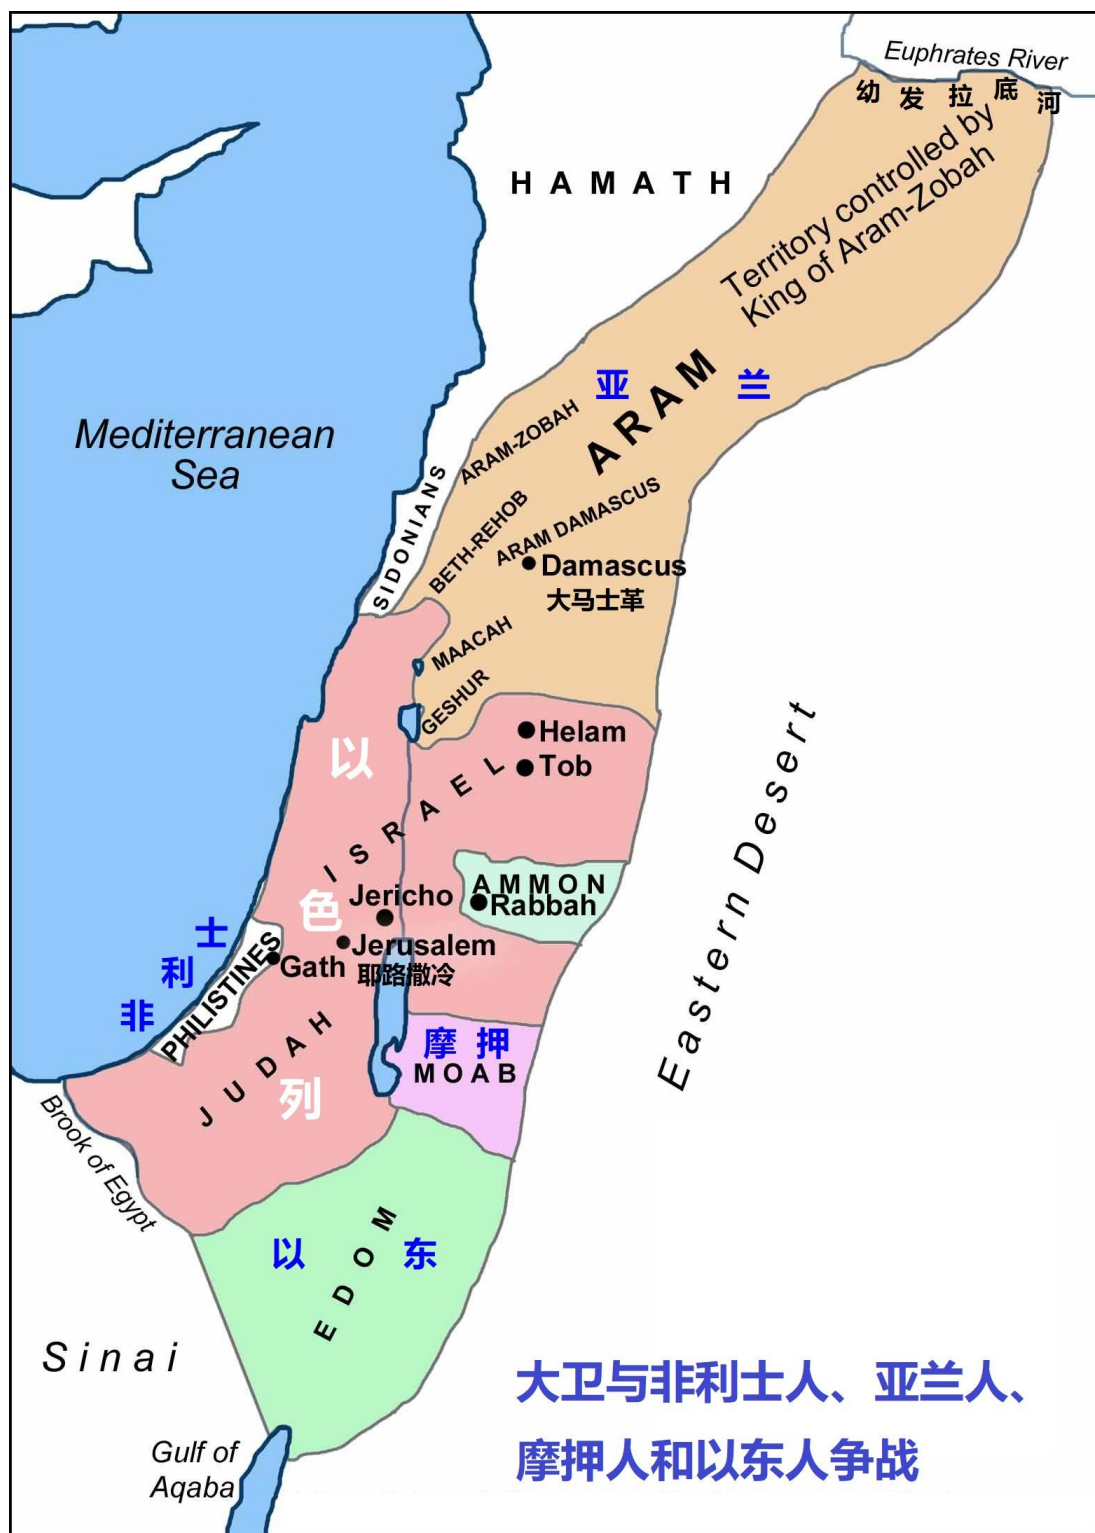 Euphrates River
幼发拉底河
HAMATH
Territory controlled by
King of Aram-Zobah
亚兰
ARAM
Mediterranean
Sea
SIDONIANS
ARAM-ZOBAH
BETH-REHOB
ARAM DAMASCUS
Damascus
大马士革
MAACAH
GESHUR
Helam
Tob
以色列
ISRAEL
AMMON
Rabbah
Jericho
Jerusalem
耶路撒冷
Gath
非利士
PHILISTINES
JUDAH
摩押
MOAB
Eastern Desert
Brook of Egypt
以东
EDOM
Sinai
Gulf of
Aqaba
大卫与非利士人、亚兰人、
摩押人和以东人争战